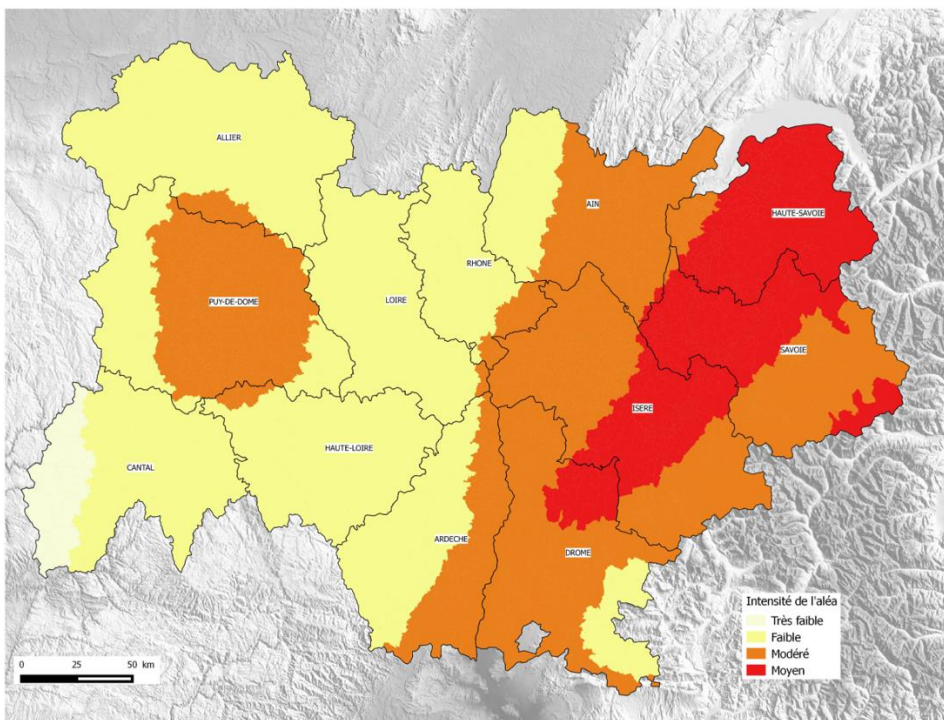 ALLIER
AIN
HAUTE-SAVOIE
RHONE
PUY-DE-DOME
LOIRE
SAVOIE
ISERE
HAUTE-LOIRE
CANTAL
ARDECHE
DROME
Intensité de l'aléa
Très faible
Faible
Modéré
Moyen
0 25 50 km